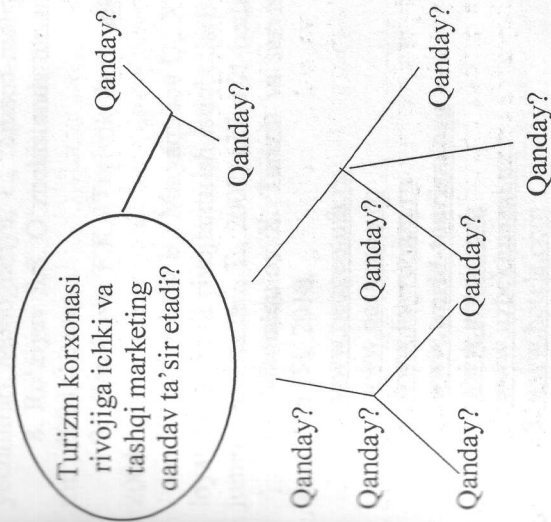 Turizm korxonasi
rivojiga ichki va
tashqi marketing
qanday ta'sir etadi?
Qanday?
Qanday?
Qanday?
Qanday?
Qanday?
Qanday?
Qanday?
Qanday?
Qanday?